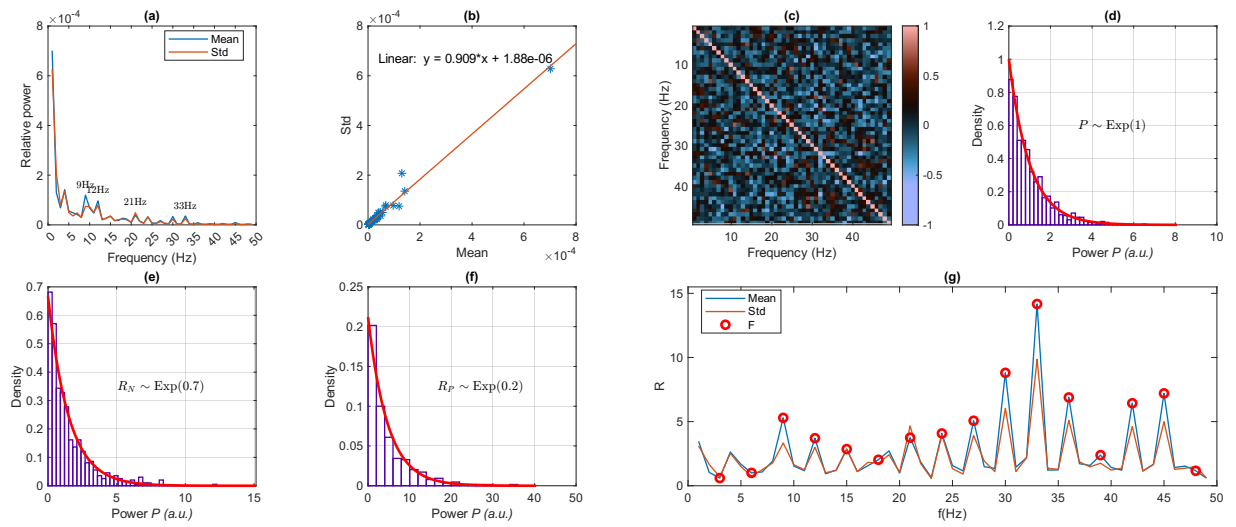 (a)
×10⁻⁴
8
6
4
2
0
Relative power
Mean
Std
9Hz
12Hz
21Hz
33Hz
0 5 10 15 20 25 30 35 40 45 50
Frequency (Hz)
(b)
×10⁻⁴
8
6
4
2
0
Std
Linear: y = 0.909*x + 1.88e-06
0 2 4 6 8
Mean
×10⁻⁴
(c)
10
20
30
40
Frequency (Hz)
10 20 30 40
Frequency (Hz)
1
0.5
0
-0.5
-1
(d)
1.2
1
0.8
0.6
0.4
0.2
0
Density
P ∼ Exp(1)
0 2 4 6 8 10
Power P (a.u.)
(e)
0.7
0.6
0.5
0.4
0.3
0.2
0.1
0
Density
R_N ∼ Exp(0.7)
0 5 10 15
Power P (a.u.)
(f)
0.25
0.2
0.15
0.1
0.05
0
Density
R_P ∼ Exp(0.2)
0 10 20 30 40 50
Power P (a.u.)
(g)
15
10
5
0
R
Mean
Std
F
0 5 10 15 20 25 30 35 40 45 50
f(Hz)